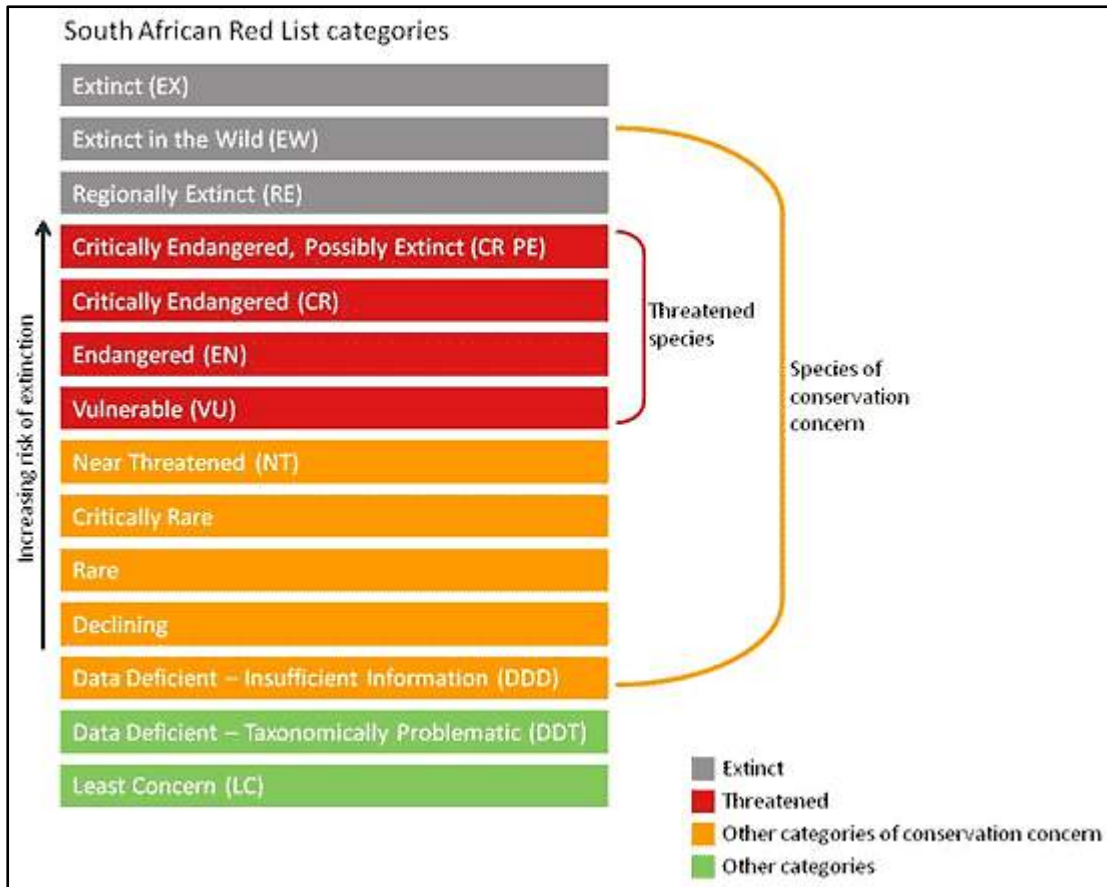 South African Red List categories
Extinct (EX)
Extinct in the Wild (EW)
Regionally Extinct (RE)
Critically Endangered, Possibly Extinct (CR PE)
Critically Endangered (CR)
Endangered (EN)
Vulnerable (VU)
Near Threatened (NT)
Critically Rare
Rare
Declining
Data Deficient – Insufficient Information (DDD)
Data Deficient – Taxonomically Problematic (DDT)
Least Concern (LC)
Increasing risk of extinction
Threatened
species
Species of
conservation
concern
Extinct
Threatened
Other categories of conservation concern
Other categories